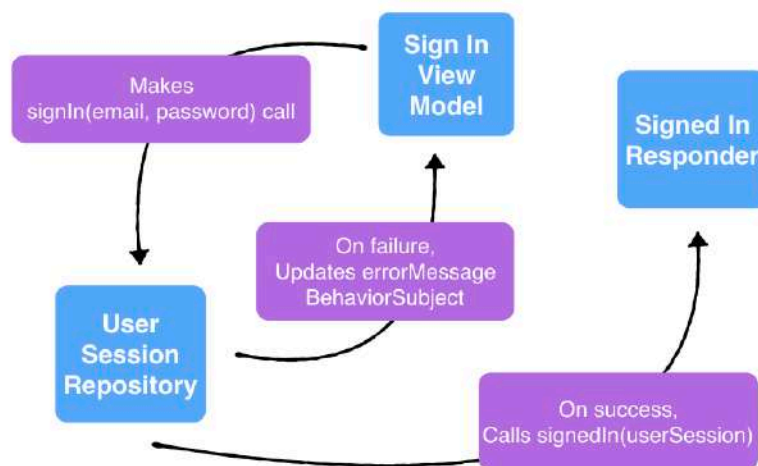 Sign In
View
Model
Makes
signIn(email, password) call
Signed In
Responder
On failure,
Updates errorMessage
BehaviorSubject
User
Session
Repository
On success,
Calls signedIn(userSession)